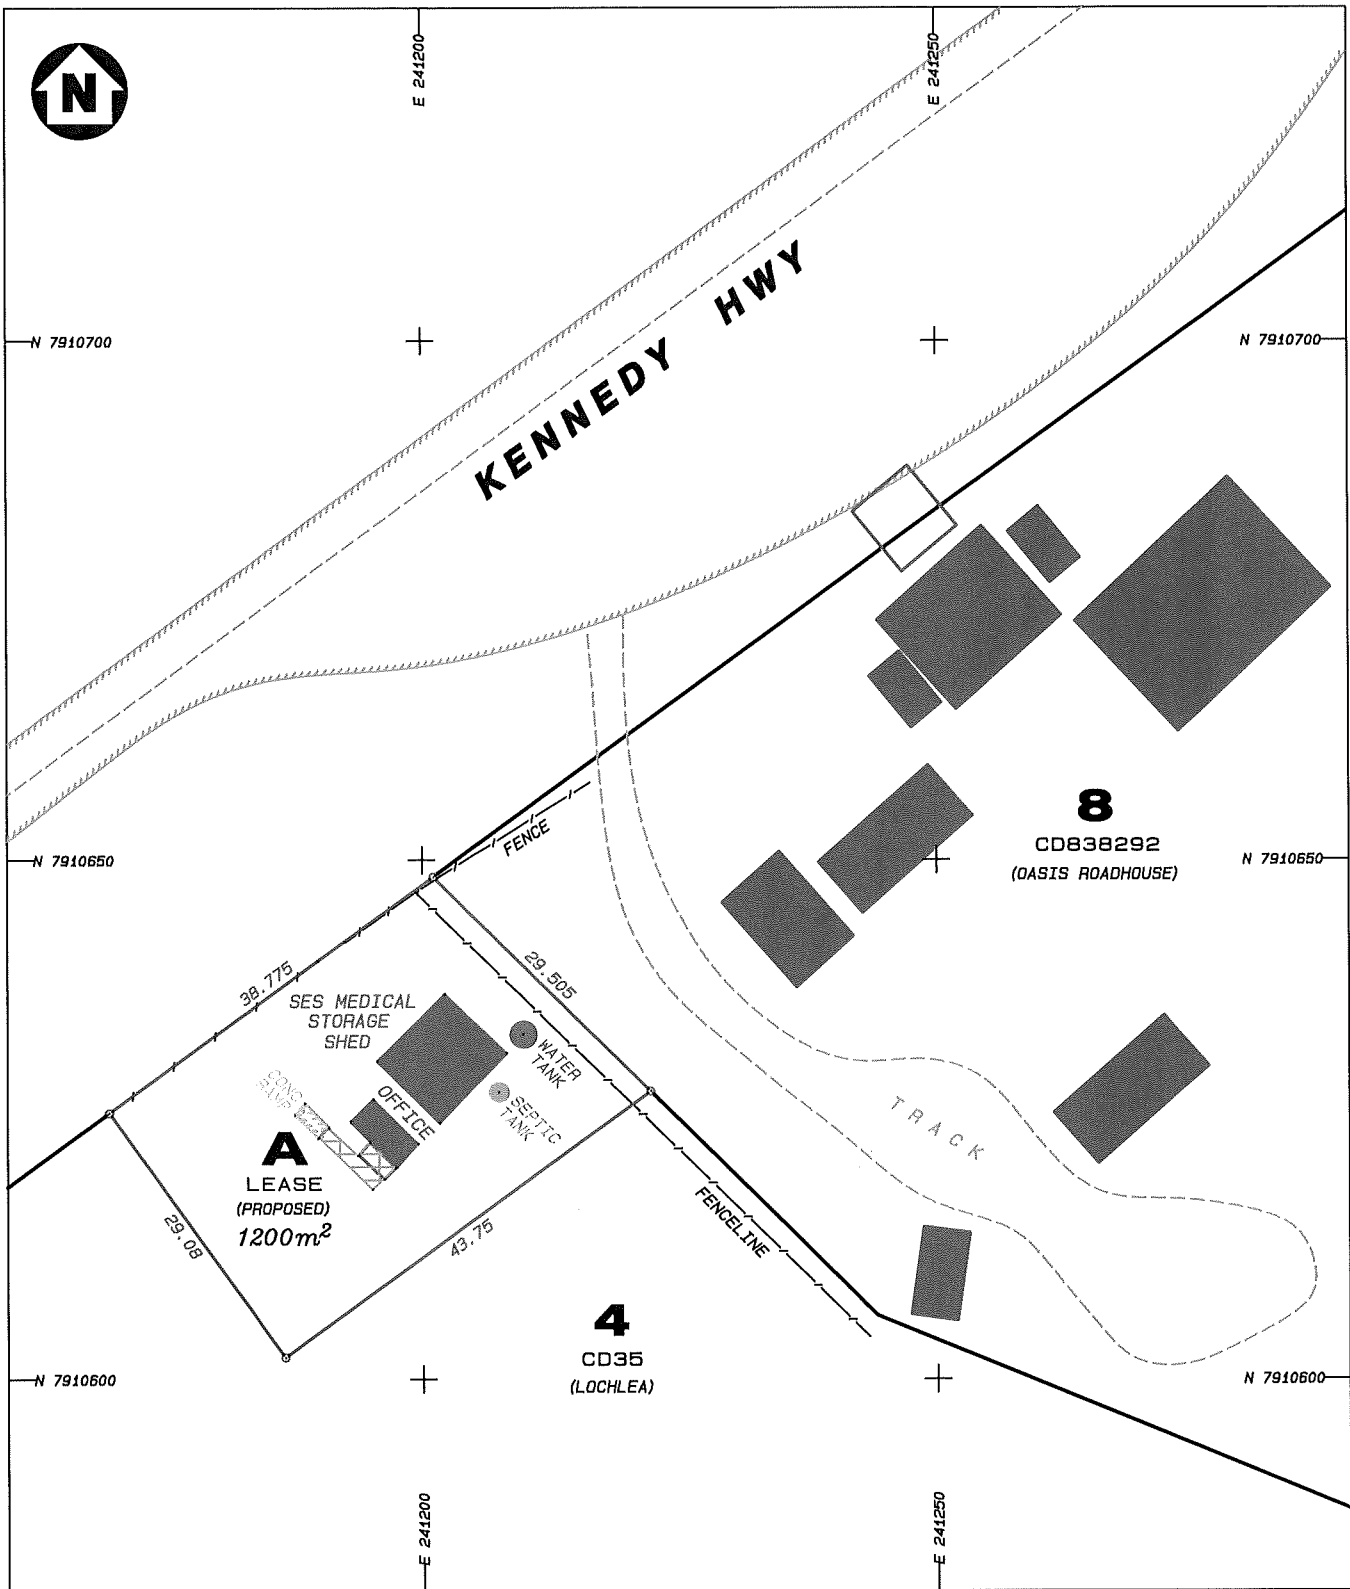 N
E 241200
E 241250
KENNEDY HWY
N 7910700
N 7910700
N 7910650
N 7910650
8
CD838292
(OASIS ROADHOUSE)
FENCE
38.775
29.505
SES MEDICAL
STORAGE
SHED
WATER
TANK
CONC
RAMP
OFFICE
SEPTIC
TANK
TRACK
A
LEASE
(PROPOSED)
1200m²
29.08
43.75
FENCELINE
4
CD35
(LOCHLEA)
N 7910600
N 7910600
E 241200
E 241250